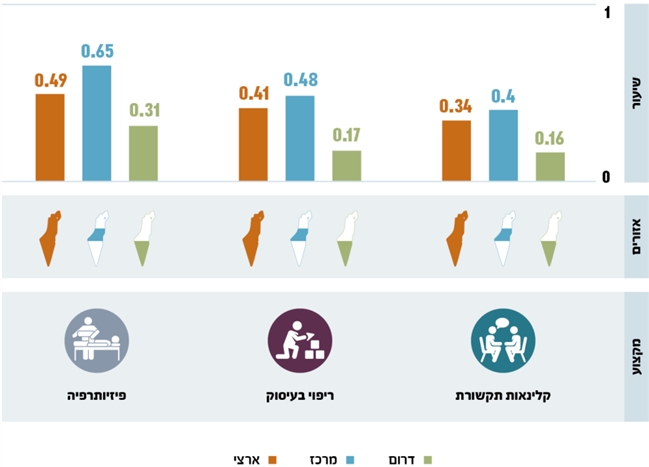 1
שיעור
0.49
0.65
0.31
0.41
0.48
0.17
0.34
0.4
0.16
0
אזורים
מקצוע
פיזיותרפיה
ריפוי בעיסוק
קלינאות תקשורת
ארצי
מרכז
דרום